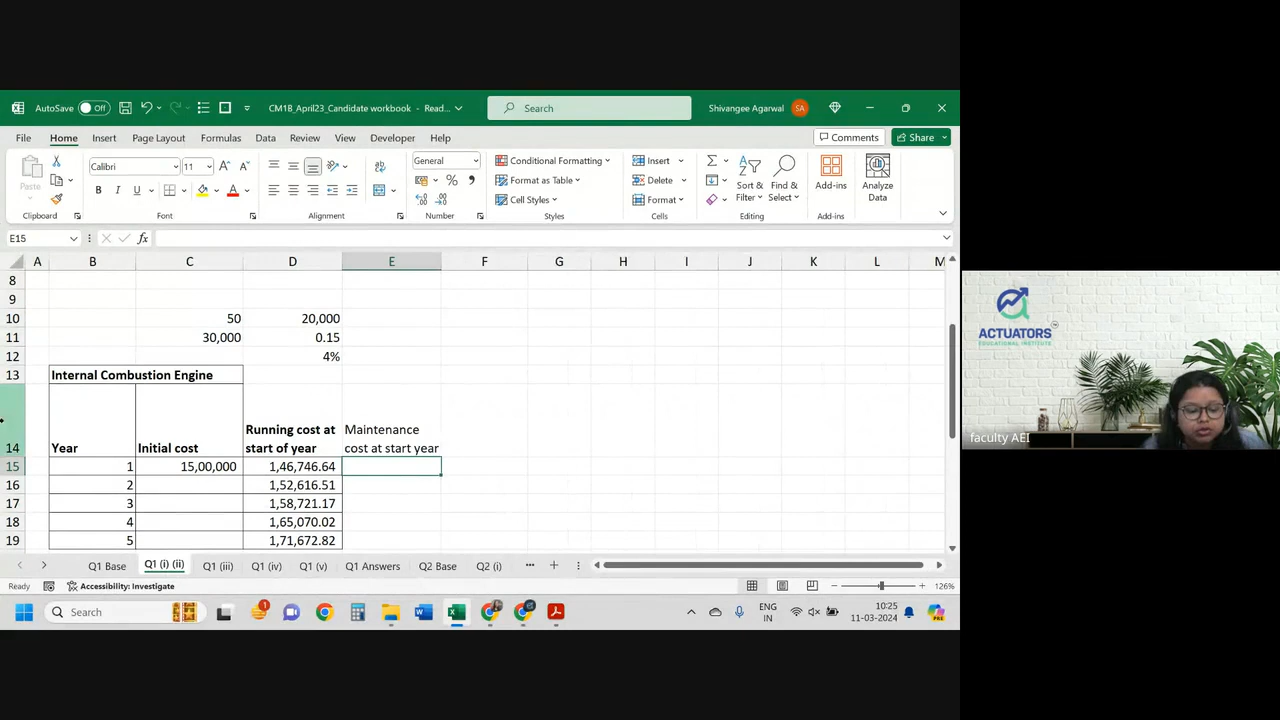 AutoSave Off CM1B_April23_Candidate workbook - Read... Search Shivangee Agarwal SA
File Home Insert Page Layout Formulas Data Review View Developer Help Comments Share
Paste Calibri 11 General Conditional Formatting Insert
B I U Format as Table Delete Sort & Filter Find & Select Add-ins Analyze Data
Cell Styles Format
Clipboard Font Alignment Number Styles Cells Editing Add-ins
E15 fx
A B C D E F G H I J K L M
8
9
10 50 20,000
11 30,000 0.15
12 4%
13 Internal Combustion Engine
14 Year Initial cost Running cost at start of year Maintenance cost at start year
15 1 15,00,000 1,46,746.64
16 2 1,52,616.51
17 3 1,58,721.17
18 4 1,65,070.02
19 5 1,71,672.82
Q1 Base Q1 (i) (ii) Q1 (iii) Q1 (iv) Q1 (v) Q1 Answers Q2 Base Q2 (i)
Ready Accessibility: Investigate 126%
Search 1 ENG IN 10:25 11-03-2024
ACTUATORS
EDUCATIONAL INSTITUTE
faculty AEI